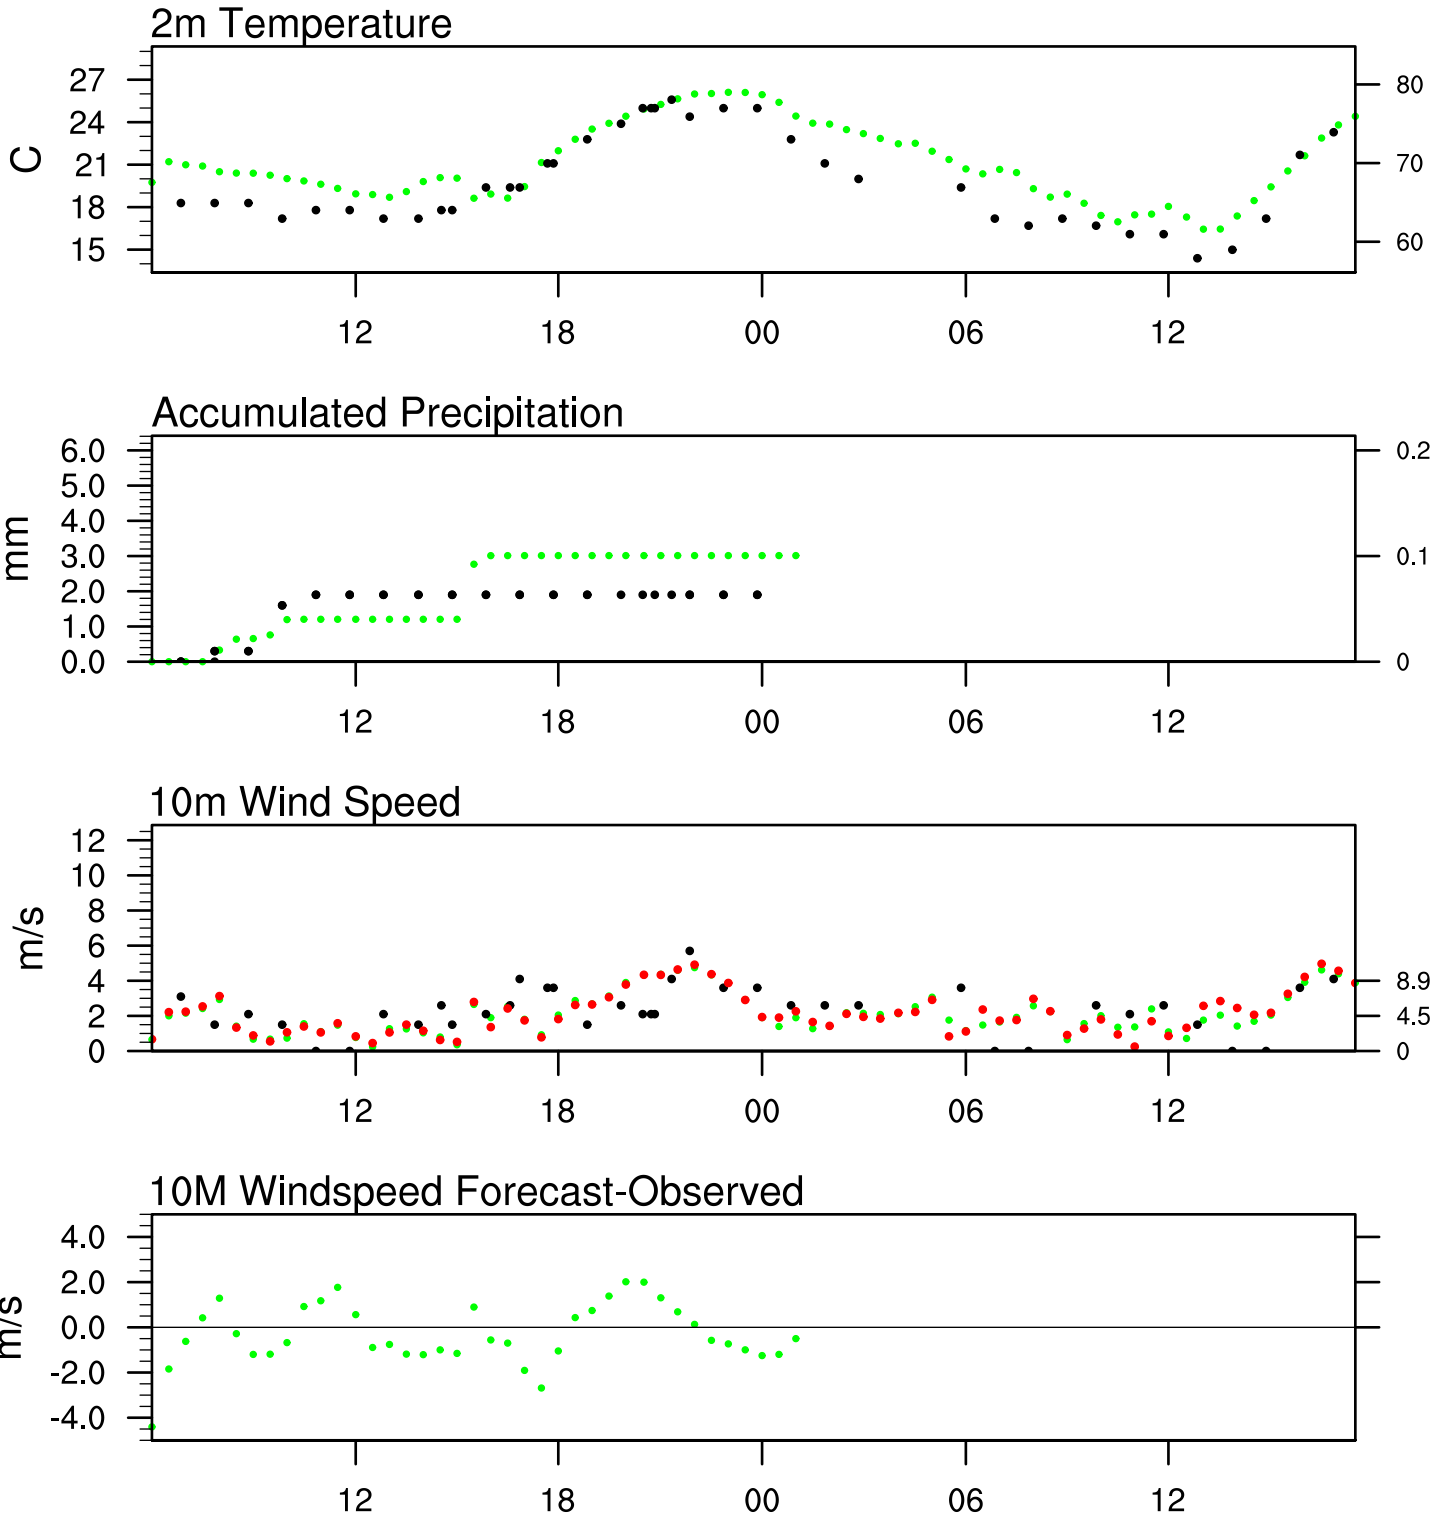 2m Temperature
27
24
21
18
15
C
80
70
60
12 18 00 06 12
Accumulated Precipitation
6.0
5.0
4.0
3.0
2.0
1.0
0.0
mm
0.2
0.1
0
12 18 00 06 12
10m Wind Speed
12
10
8
6
4
2
0
m/s
8.9
4.5
0
12 18 00 06 12
10M Windspeed Forecast-Observed
4.0
2.0
0.0
-2.0
-4.0
m/s
12 18 00 06 12